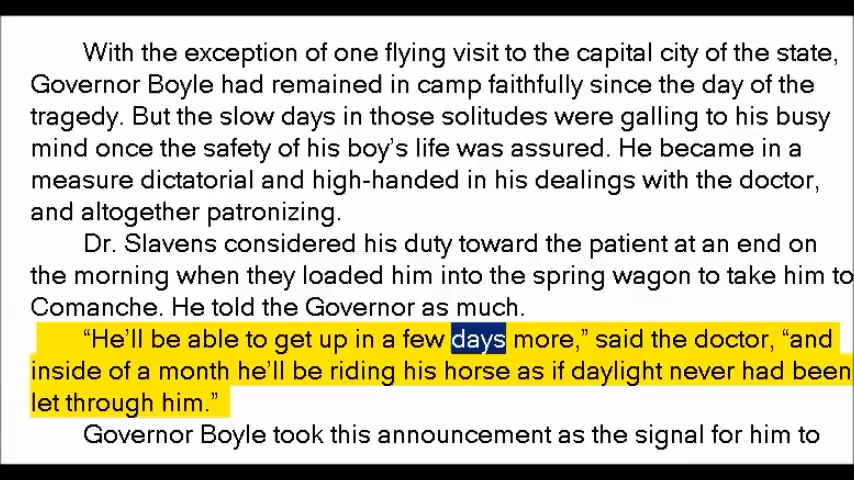 With the exception of one flying visit to the capital city of the state,
Governor Boyle had remained in camp faithfully since the day of the
tragedy. But the slow days in those solitudes were galling to his busy
mind once the safety of his boy’s life was assured. He became in a
measure dictatorial and high-handed in his dealings with the doctor,
and altogether patronizing.
Dr. Slavens considered his duty toward the patient at an end on
the morning when they loaded him into the spring wagon to take him to
Comanche. He told the Governor as much.
“He’ll be able to get up in a few days more,” said the doctor, “and
inside of a month he’ll be riding his horse as if daylight never had been
let through him.”
Governor Boyle took this announcement as the signal for him to